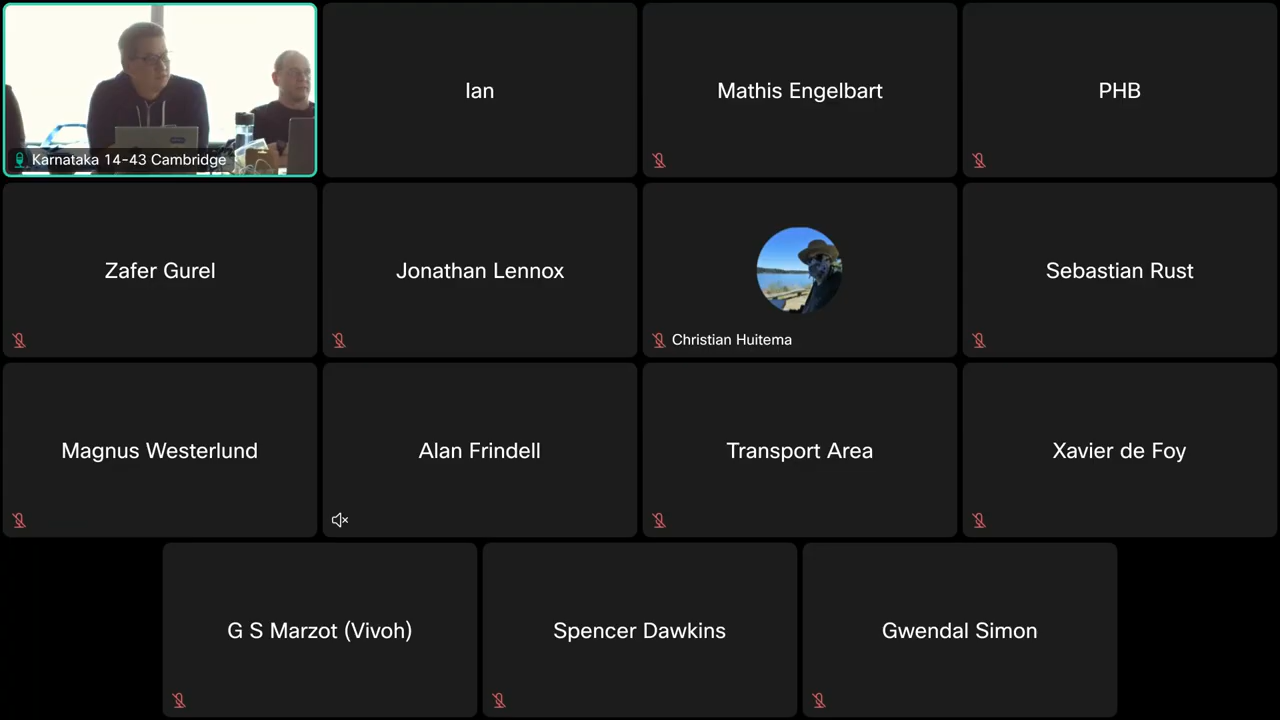 Karnataka 14-43 Cambridge
Ian
Mathis Engelbart
PHB
Zafer Gurel
Jonathan Lennox
Christian Huitema
Sebastian Rust
Magnus Westerlund
Alan Frindell
Transport Area
Xavier de Foy
G S Marzot (Vivoh)
Spencer Dawkins
Gwendal Simon